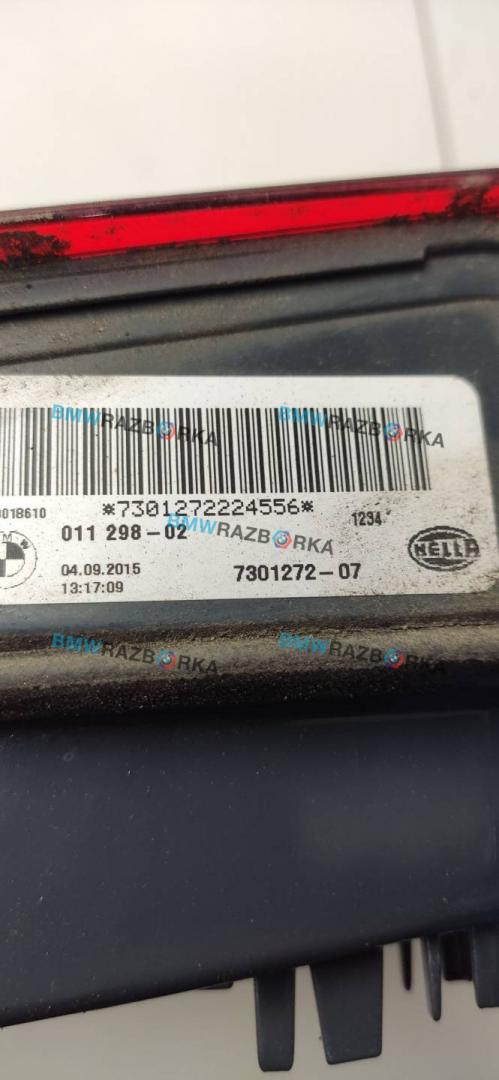 BMWRAZBORKA BMWRAZBORKA
*7301272224556*
0018610 1234
011 298-02 BMWRAZBORKA HELLA
04.09.2015 7301272-07
13:17:09
BMWRAZBORKA BMWRAZBORKA